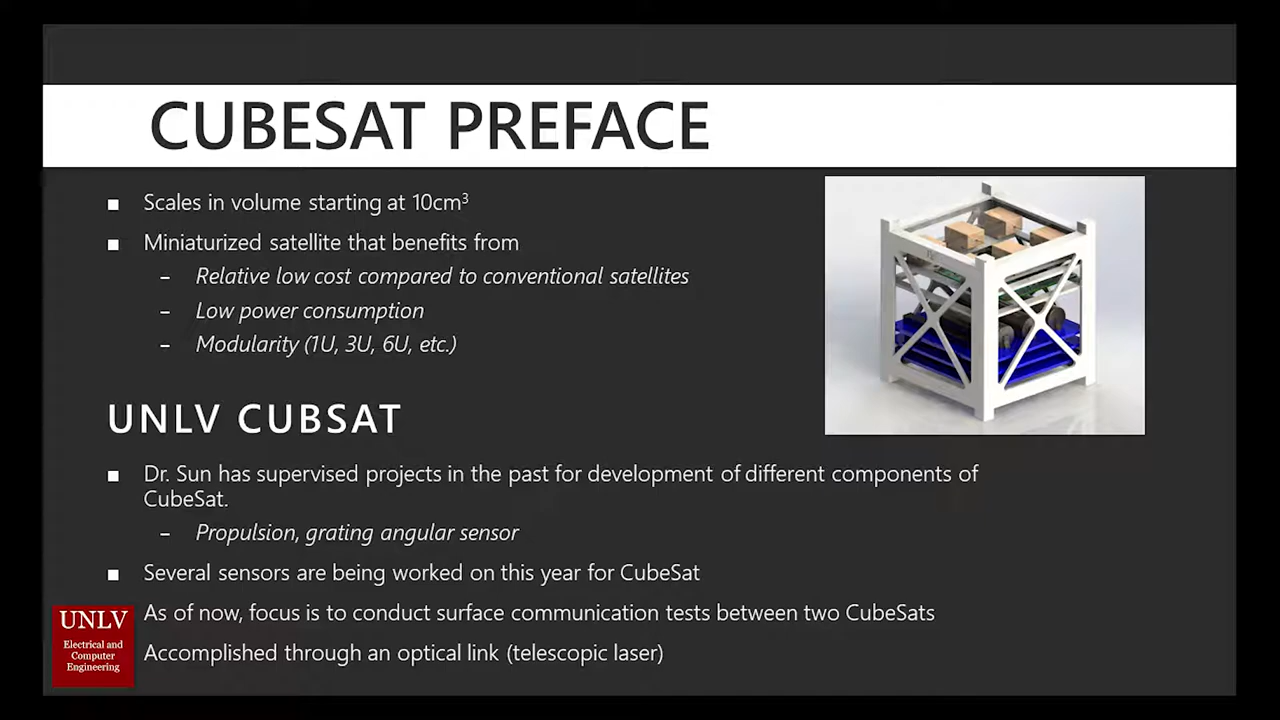 CUBESAT PREFACE
■ Scales in volume starting at 10cm³
■ Miniaturized satellite that benefits from
– Relative low cost compared to conventional satellites
– Low power consumption
– Modularity (1U, 3U, 6U, etc.)
UNLV CUBSAT
■ Dr. Sun has supervised projects in the past for development of different components of
CubeSat.
– Propulsion, grating angular sensor
■ Several sensors are being worked on this year for CubeSat
As of now, focus is to conduct surface communication tests between two CubeSats
Accomplished through an optical link (telescopic laser)
UNLV
Electrical and
Computer
Engineering